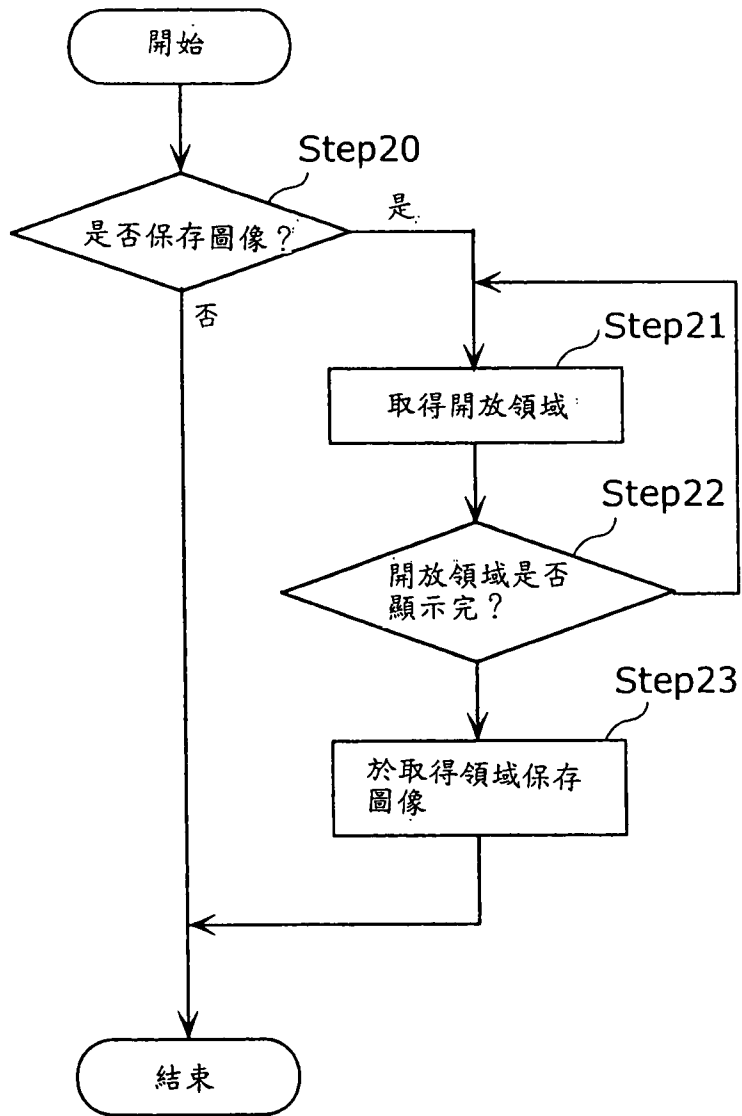 開始
Step20
是否保存圖像？
是
否
Step21
取得開放領域
Step22
開放領域是否
顯示完？
Step23
於取得領域保存
圖像
結束